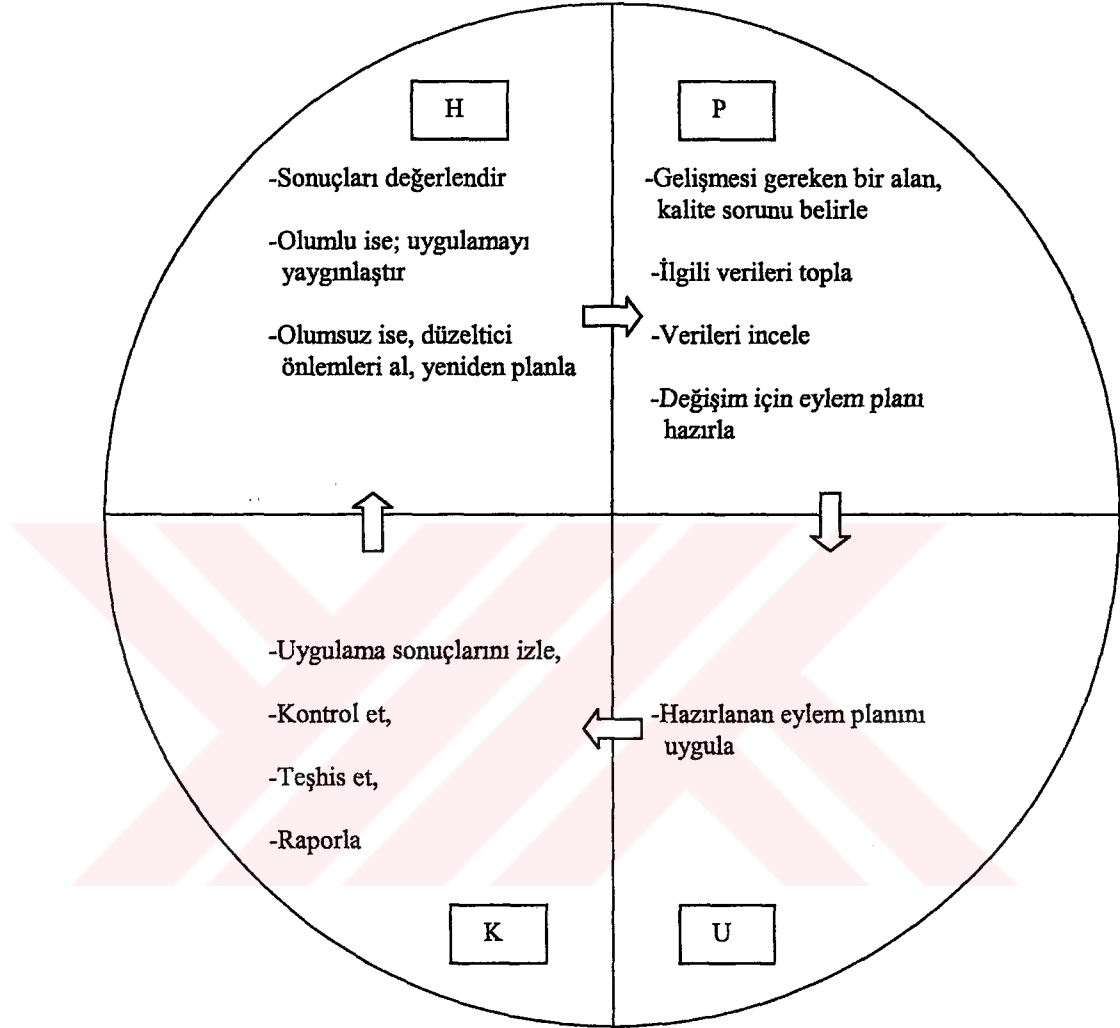 H
-Sonuçları değerlendir
-Olumlu ise; uygulamayı
yaygınlaştır
-Olumsuz ise, düzeltici
önlemleri al, yeniden planla
P
-Gelişmesi gereken bir alan,
kalite sorunu belirle
-İlgili verileri topla
-Verileri incele
-Değişim için eylem planı
hazırla
-Hazırlanan eylem planını
uygula
U
-Uygulama sonuçlarını izle,
-Kontrol et,
-Teşhis et,
-Raporla
K